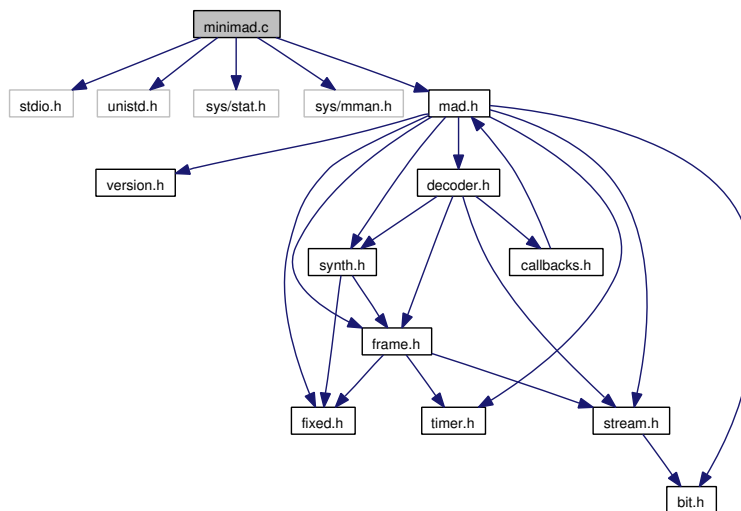 minimad.c
stdio.h
unistd.h
sys/stat.h
sys/mman.h
mad.h
version.h
decoder.h
synth.h
callbacks.h
frame.h
fixed.h
timer.h
stream.h
bit.h